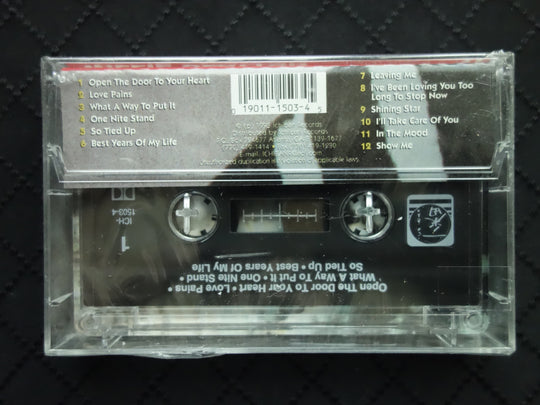 1 Open The Door To Your Heart
2 Love Pains
3 What A Way To Put It
4 One Nite Stand
5 So Tied Up
6 Best Years Of My Life
0 19011-1503-4
7 Leaving Me
8 I've Been Loving You Too
Long To Stop Now
9 Shining Star
10 I'll Take Care Of You
11 In The Mood
12 Show Me
Distributed by
Unauthorized duplication is a violation of applicable laws.
1
ICH-
1503-4
Open The Door To Your Heart • Love Pains •
What A Way To Put It • One Nite Stand •
So Tied Up • Best Years Of My Life